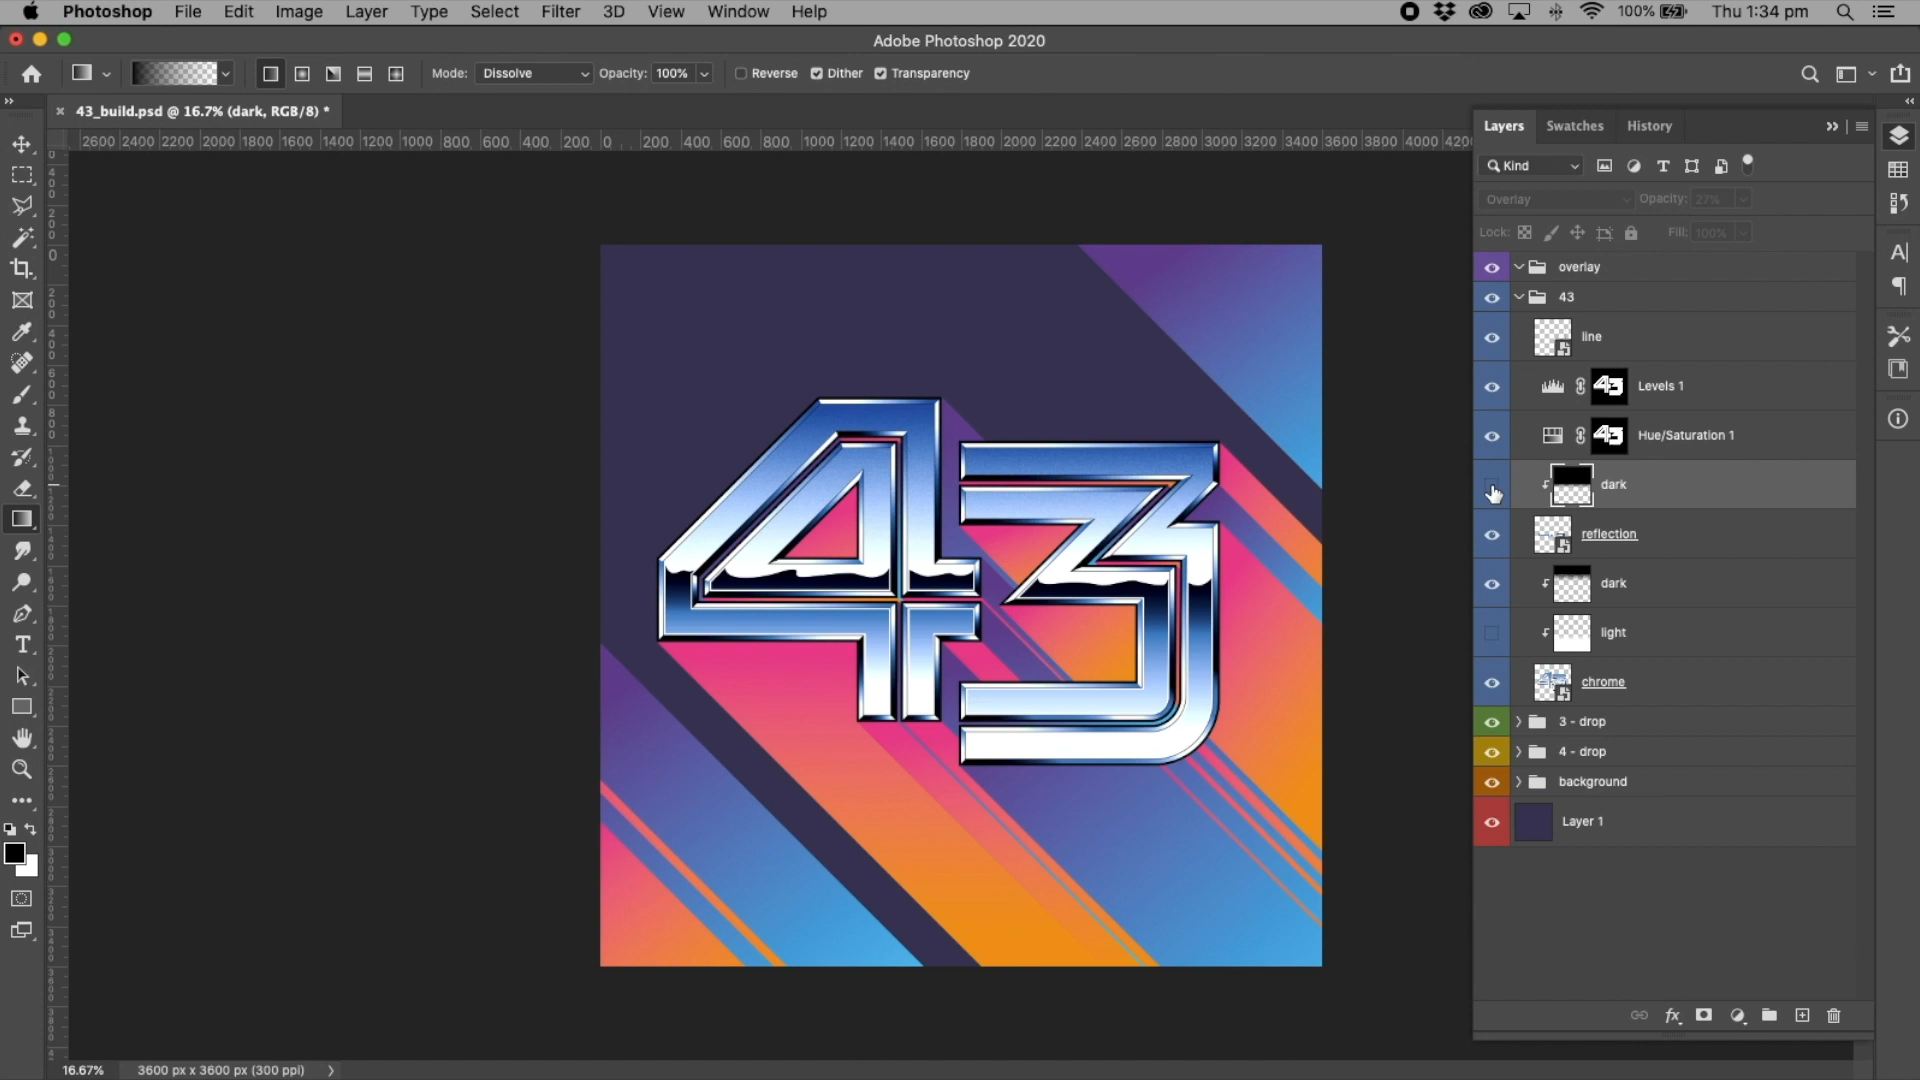 Photoshop File Edit Image Layer Type Select Filter 3D View Window Help 100% Thu 1:34 pm
Adobe Photoshop 2020
Mode: Dissolve Opacity: 100% Reverse Dither Transparency
43_build.psd @ 16.7% (dark, RGB/8) *
2600 2400 2200 2000 1800 1600 1400 1200 1000 800 600 400 200 0 200 400 600 800 1000 1200 1400 1600 1800 2000 2200 2400 2600 2800 3000 3200 3400 3600 3800 4000 4200
Layers Swatches History
Kind
Overlay Opacity: 27%
Lock: Fill: 100%
overlay
43
line
43 Levels 1
43 Hue/Saturation 1
dark
reflection
dark
light
chrome
3 - drop
4 - drop
background
Layer 1
43
16.67% 3600 px x 3600 px (300 ppi)